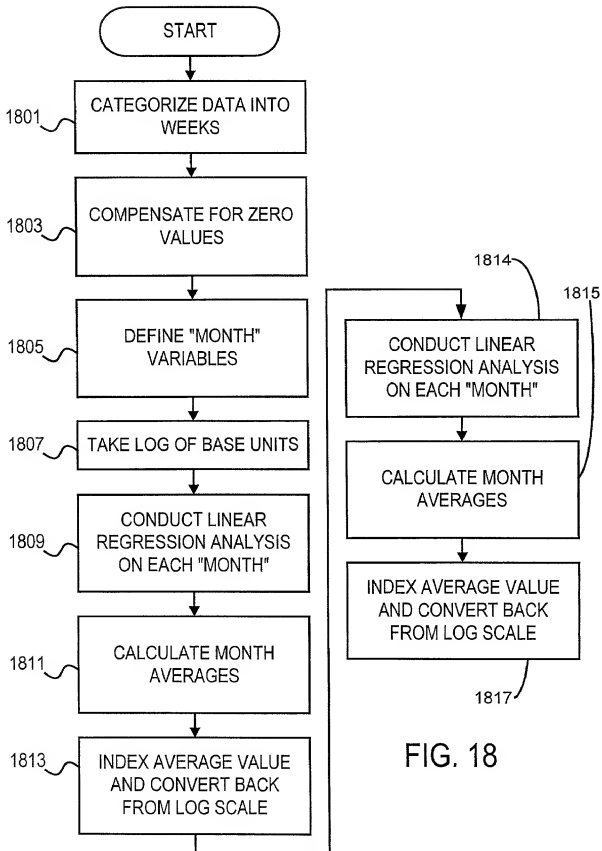 START
1801
CATEGORIZE DATA INTO
WEEKS
1803
COMPENSATE FOR ZERO
VALUES
1805
DEFINE "MONTH"
VARIABLES
1807
TAKE LOG OF BASE UNITS
1809
CONDUCT LINEAR
REGRESSION ANALYSIS
ON EACH "MONTH"
1811
CALCULATE MONTH
AVERAGES
1813
INDEX AVERAGE VALUE
AND CONVERT BACK
FROM LOG SCALE
1814
CONDUCT LINEAR
REGRESSION ANALYSIS
ON EACH "MONTH"
1815
CALCULATE MONTH
AVERAGES
INDEX AVERAGE VALUE
AND CONVERT BACK
FROM LOG SCALE
1817
FIG. 18